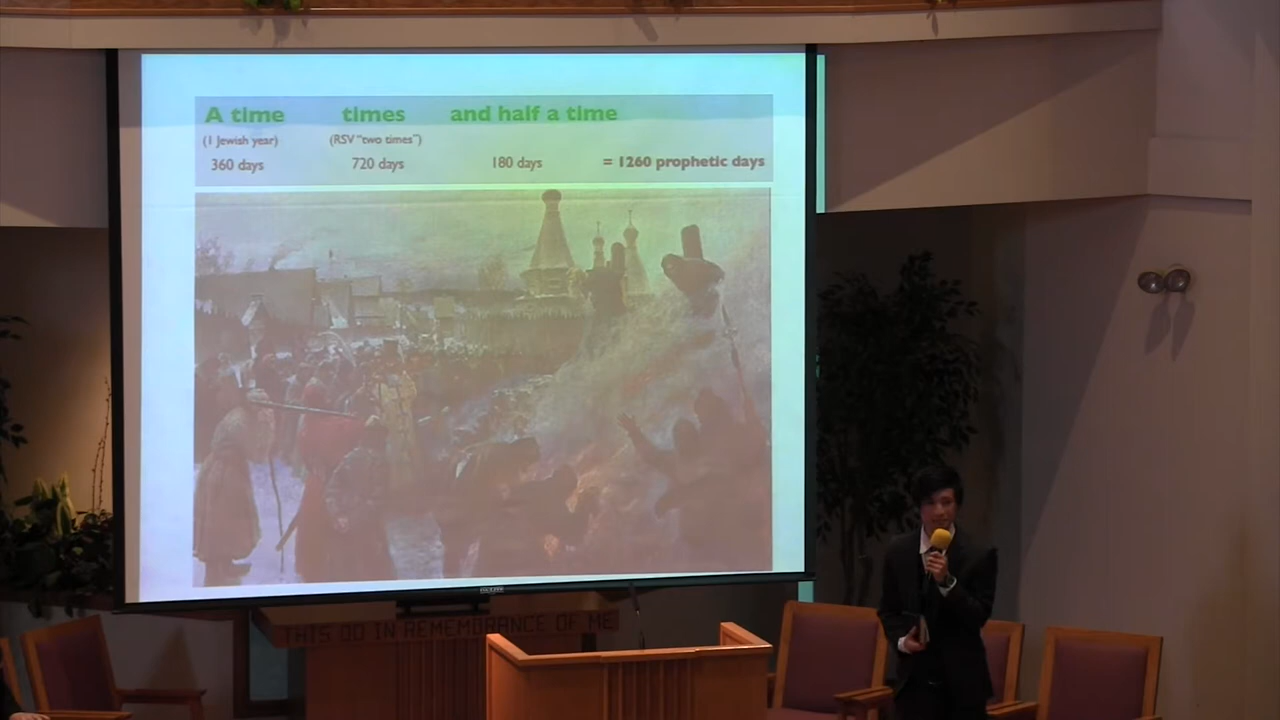 A time times and half a time
(1 Jewish year) (RSV "two times")
360 days 720 days 180 days = 1260 prophetic days
THIS DO IN REMEMBRANCE OF ME